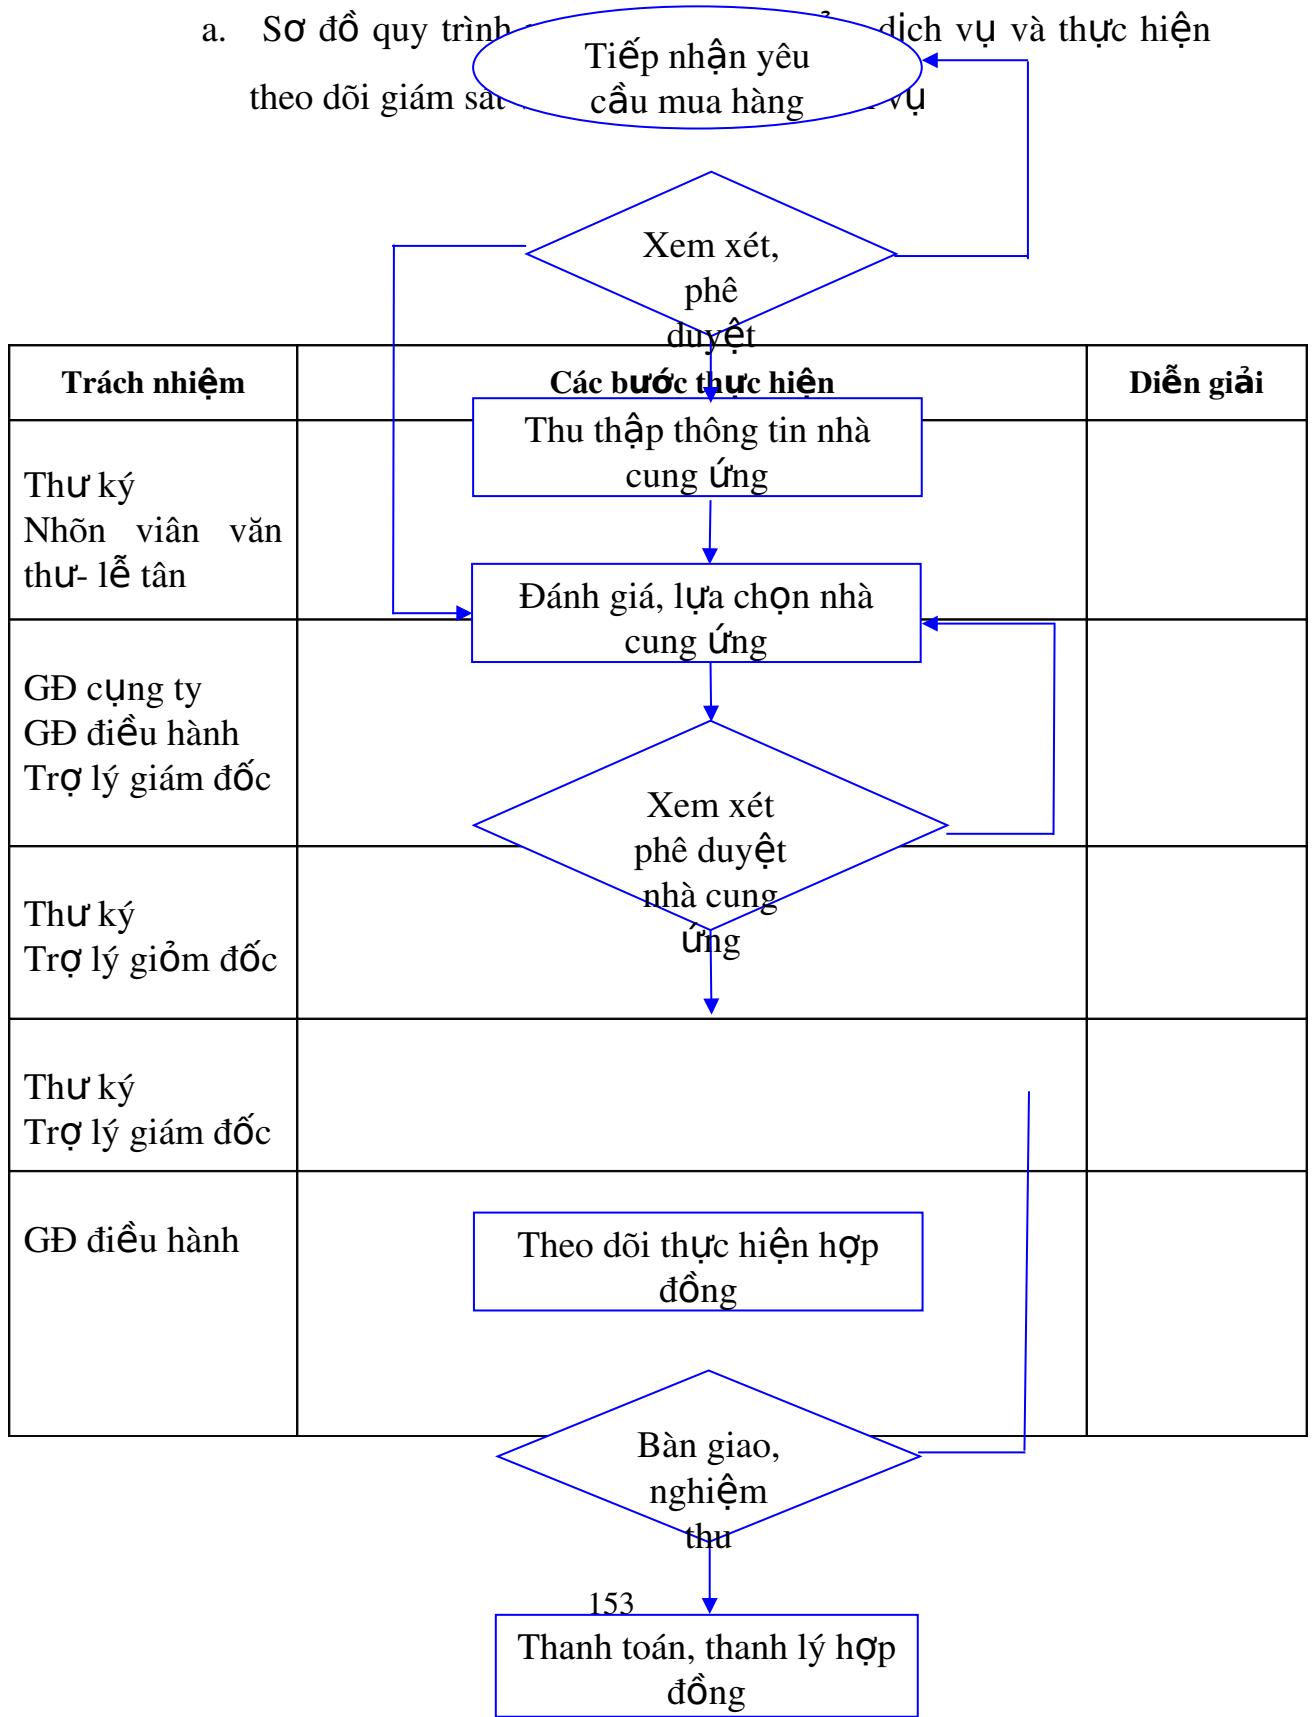 a. Sơ đồ quy trình dịch vụ và thực hiện
theo dõi giám sát vụ
Tiếp nhận yêu
cầu mua hàng
Xem xét,
phê
duyệt
Trách nhiệm Các bước thực hiện Diễn giải
Thu thập thông tin nhà
cung ứng
Thư ký
Nhõn viân văn
thư- lễ tân
Đánh giá, lựa chọn nhà
cung ứng
GĐ cụng ty
GĐ điều hành
Trợ lý giám đốc
Xem xét
phê duyệt
nhà cung
ứng
Thư ký
Trợ lý giỏm đốc
Thư ký
Trợ lý giám đốc
GĐ điều hành
Theo dõi thực hiện hợp
đồng
Bàn giao,
nghiệm
thu
153
Thanh toán, thanh lý hợp
đồng